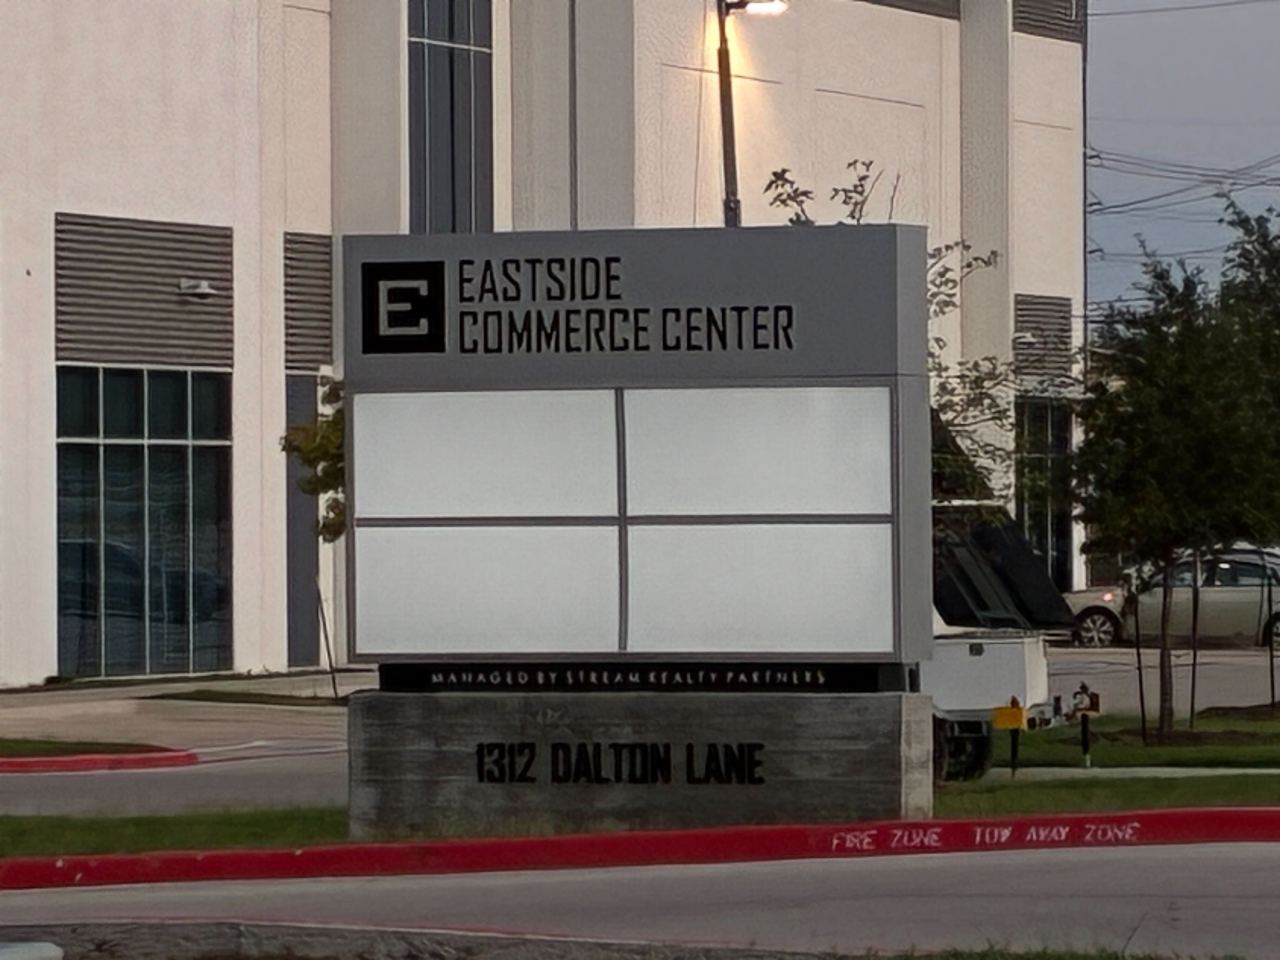 E
EASTSIDE
COMMERCE CENTER
MANAGED BY STREAM REALTY PARTNERS
1312 DALTON LANE
FIRE ZONE TOW AWAY ZONE